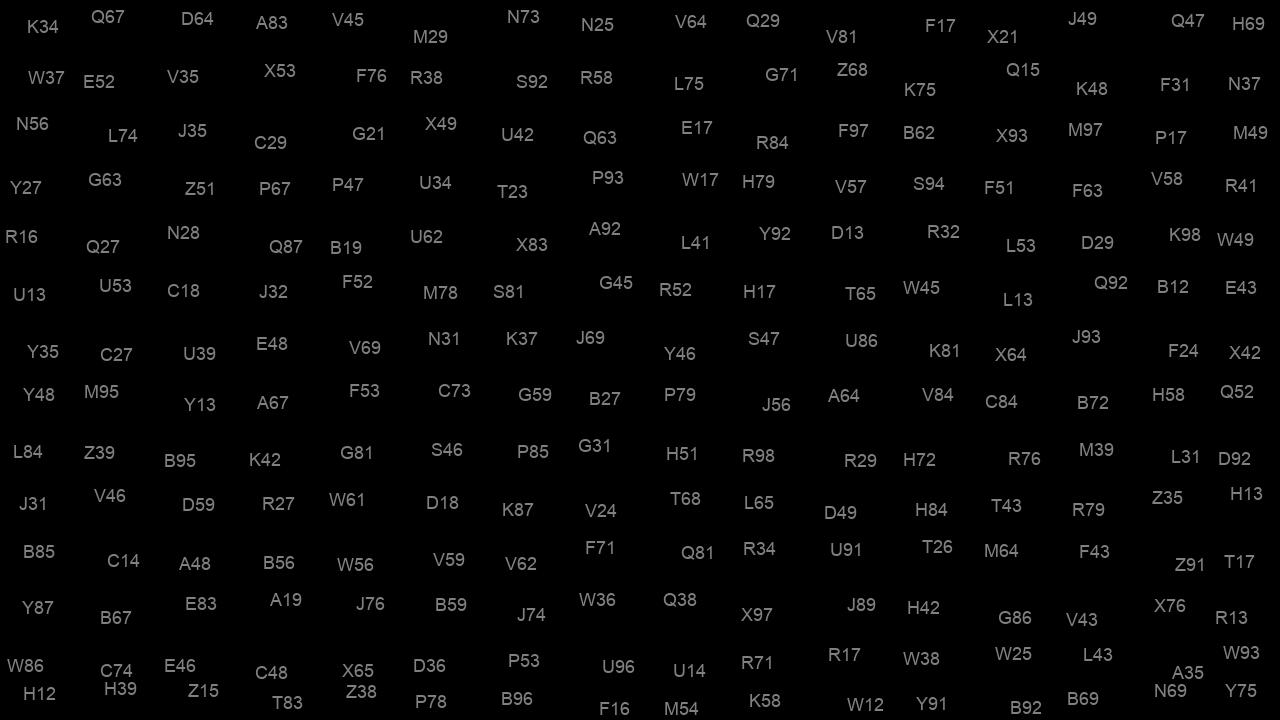 K34 Q67 D64 A83 V45 M29 N73 N25 V64 Q29 V81 F17 X21 J49 Q47 H69
W37 E52 V35 X53 F76 R38 S92 R58 L75 G71 Z68 K75 Q15 K48 F31 N37
N56 L74 J35 C29 G21 X49 U42 Q63 E17 R84 F97 B62 X93 M97 P17 M49
Y27 G63 Z51 P67 P47 U34 T23 P93 W17 H79 V57 S94 F51 F63 V58 R41
R16 Q27 N28 Q87 B19 U62 X83 A92 L41 Y92 D13 R32 L53 D29 K98 W49
U13 U53 C18 J32 F52 M78 S81 G45 R52 H17 T65 W45 L13 Q92 B12 E43
Y35 C27 U39 E48 V69 N31 K37 J69 Y46 S47 U86 K81 X64 J93 F24 X42
Y48 M95 Y13 A67 F53 C73 G59 B27 P79 J56 A64 V84 C84 B72 H58 Q52
L84 Z39 B95 K42 G81 S46 P85 G31 H51 R98 R29 H72 R76 M39 L31 D92
J31 V46 D59 R27 W61 D18 K87 V24 T68 L65 D49 H84 T43 R79 Z35 H13
B85 C14 A48 B56 W56 V59 V62 F71 Q81 R34 U91 T26 M64 F43 Z91 T17
Y87 B67 E83 A19 J76 B59 J74 W36 Q38 X97 J89 H42 G86 V43 X76 R13
W86 C74 E46 C48 X65 D36 P53 U96 U14 R71 R17 W38 W25 L43 A35 W93
H12 H39 Z15 T83 Z38 P78 B96 F16 M54 K58 W12 Y91 B92 B69 N69 Y75